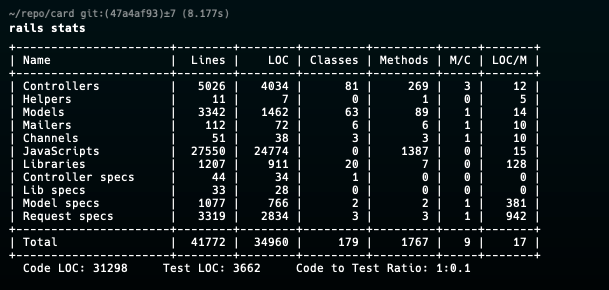 ~/repo/card git:(47a4af93)±7 (8.177s)
rails stats
+----------------------+--------+--------+---------+---------+-----+-------+
| Name                 |  Lines |    LOC | Classes | Methods | M/C | LOC/M |
+----------------------+--------+--------+---------+---------+-----+-------+
| Controllers          |   5026 |   4034 |      81 |     269 |   3 |    12 |
| Helpers              |     11 |      7 |       0 |       1 |   0 |     5 |
| Models               |   3342 |   1462 |      63 |      89 |   1 |    14 |
| Mailers              |    112 |     72 |       6 |       6 |   1 |    10 |
| Channels             |     51 |     38 |       3 |       3 |   1 |    10 |
| JavaScripts          |  27550 |  24774 |       0 |    1387 |   0 |    15 |
| Libraries            |   1207 |    911 |      20 |       7 |   0 |   128 |
| Controller specs     |     44 |     34 |       1 |       0 |   0 |     0 |
| Lib specs            |     33 |     28 |       0 |       0 |   0 |     0 |
| Model specs          |   1077 |    766 |       2 |       2 |   1 |   381 |
| Request specs        |   3319 |   2834 |       3 |       3 |   1 |   942 |
+----------------------+--------+--------+---------+---------+-----+-------+
| Total                |  41772 |  34960 |     179 |    1767 |   9 |    17 |
+----------------------+--------+--------+---------+---------+-----+-------+
  Code LOC: 31298     Test LOC: 3662     Code to Test Ratio: 1:0.1